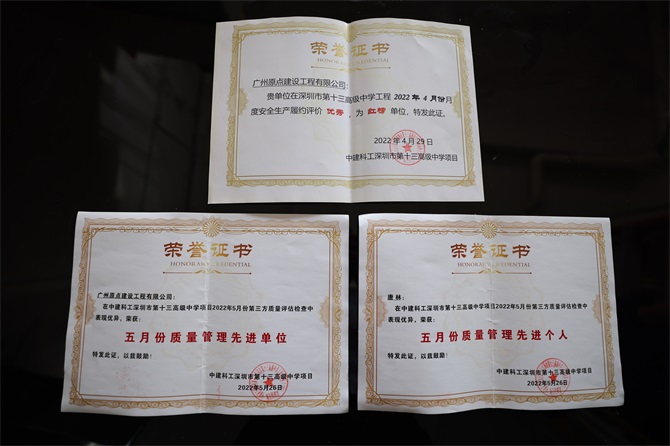 荣誉证书
HONORARY CREDENTIAL
广州原点建设工程有限公司：
贵单位在深圳市第十三高级中学工程 2022年 4 月份月
度安全生产履约评价 优秀 ，为 红榜 单位，特发此证。
2022 年 4 月 29 日
中建科工深圳市第十三高级中学项目
荣誉证书
HONORARY CREDENTIAL
广州原点建设工程有限公司：
在中建科工深圳市第十三高级中学项目2022年5月份第三方质量评估检查中
表现优异，荣获：
五月份质量管理先进单位
特发此证，以兹鼓励！
中建科工深圳市第十三高级中学项目
2022年5月26日
荣誉证书
HONORARY CREDENTIAL
康 林：
在中建科工深圳市第十三高级中学项目2022年5月份第三方质量评估检查中
表现优异，荣获：
五月份质量管理先进个人
特发此证，以兹鼓励！
中建科工深圳市第十三高级中学项目
2022年5月26日